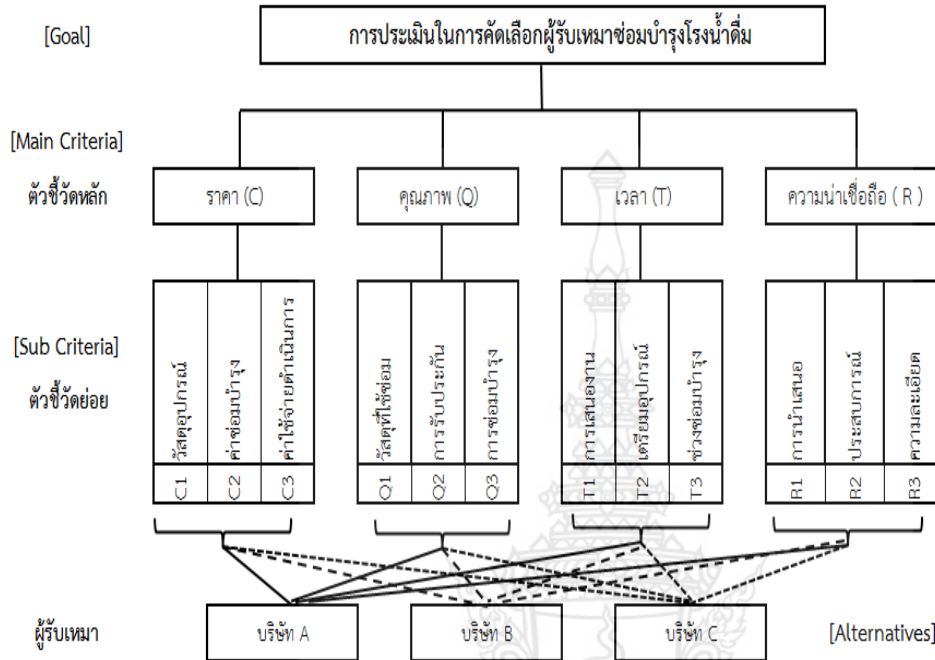 [Goal]
การประเมินในการคัดเลือกผู้รับเหมาซ่อมบำรุงโรงน้ำดื่ม
[Main Criteria]
ตัวชี้วัดหลัก
ราคา (C)
คุณภาพ (Q)
เวลา (T)
ความน่าเชื่อถือ ( R )
[Sub Criteria]
ตัวชี้วัดย่อย
C1 วัสดุอุปกรณ์
C2 ค่าซ่อมบำรุง
C3 ค่าใช้จ่ายดำเนินการ
Q1 วัสดุที่ใช้ซ่อม
Q2 การรับประกัน
Q3 การซ่อมบำรุง
T1 การเสนองาน
T2 เตรียมอุปกรณ์
T3 ช่วงซ่อมบำรุง
R1 การนำเสนอ
R2 ประสบการณ์
R3 ความละเอียด
ผู้รับเหมา
บริษัท A
บริษัท B
บริษัท C
[Alternatives]